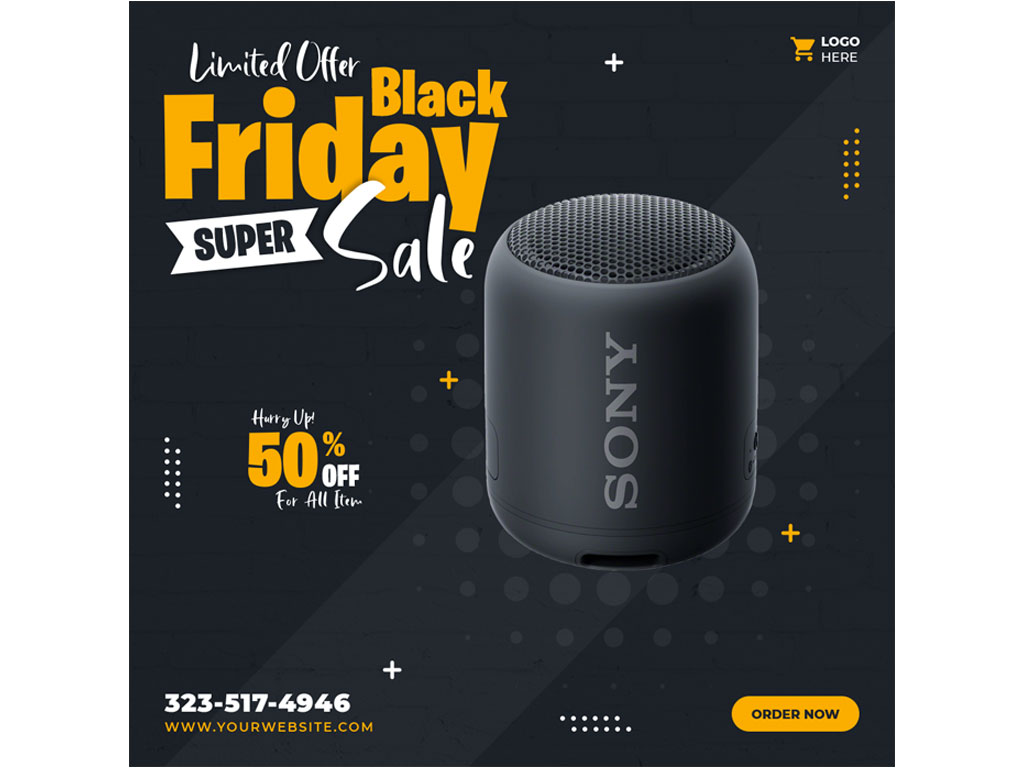 Limited Offer
Black
Friday
SUPER
Sale
LOGO
HERE
SONY
Hurry Up!
50%
OFF
For All Item
323-517-4946
WWW.YOURWEBSITE.COM
ORDER NOW